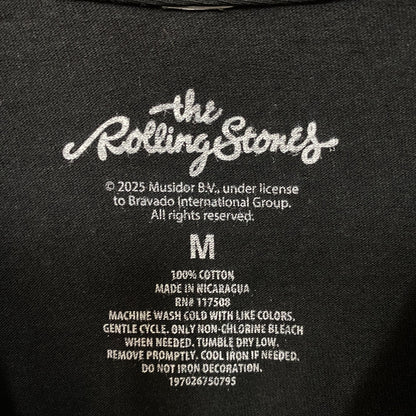 the
Rolling Stones
© 2025 Musidor B.V., under license
to Bravado International Group.
All rights reserved.
M
100% COTTON
MADE IN NICARAGUA
RN# 117508
MACHINE WASH COLD WITH LIKE COLORS,
GENTLE CYCLE. ONLY NON-CHLORINE BLEACH
WHEN NEEDED. TUMBLE DRY LOW.
REMOVE PROMPTLY. COOL IRON IF NEEDED.
DO NOT IRON DECORATION.
197026750795